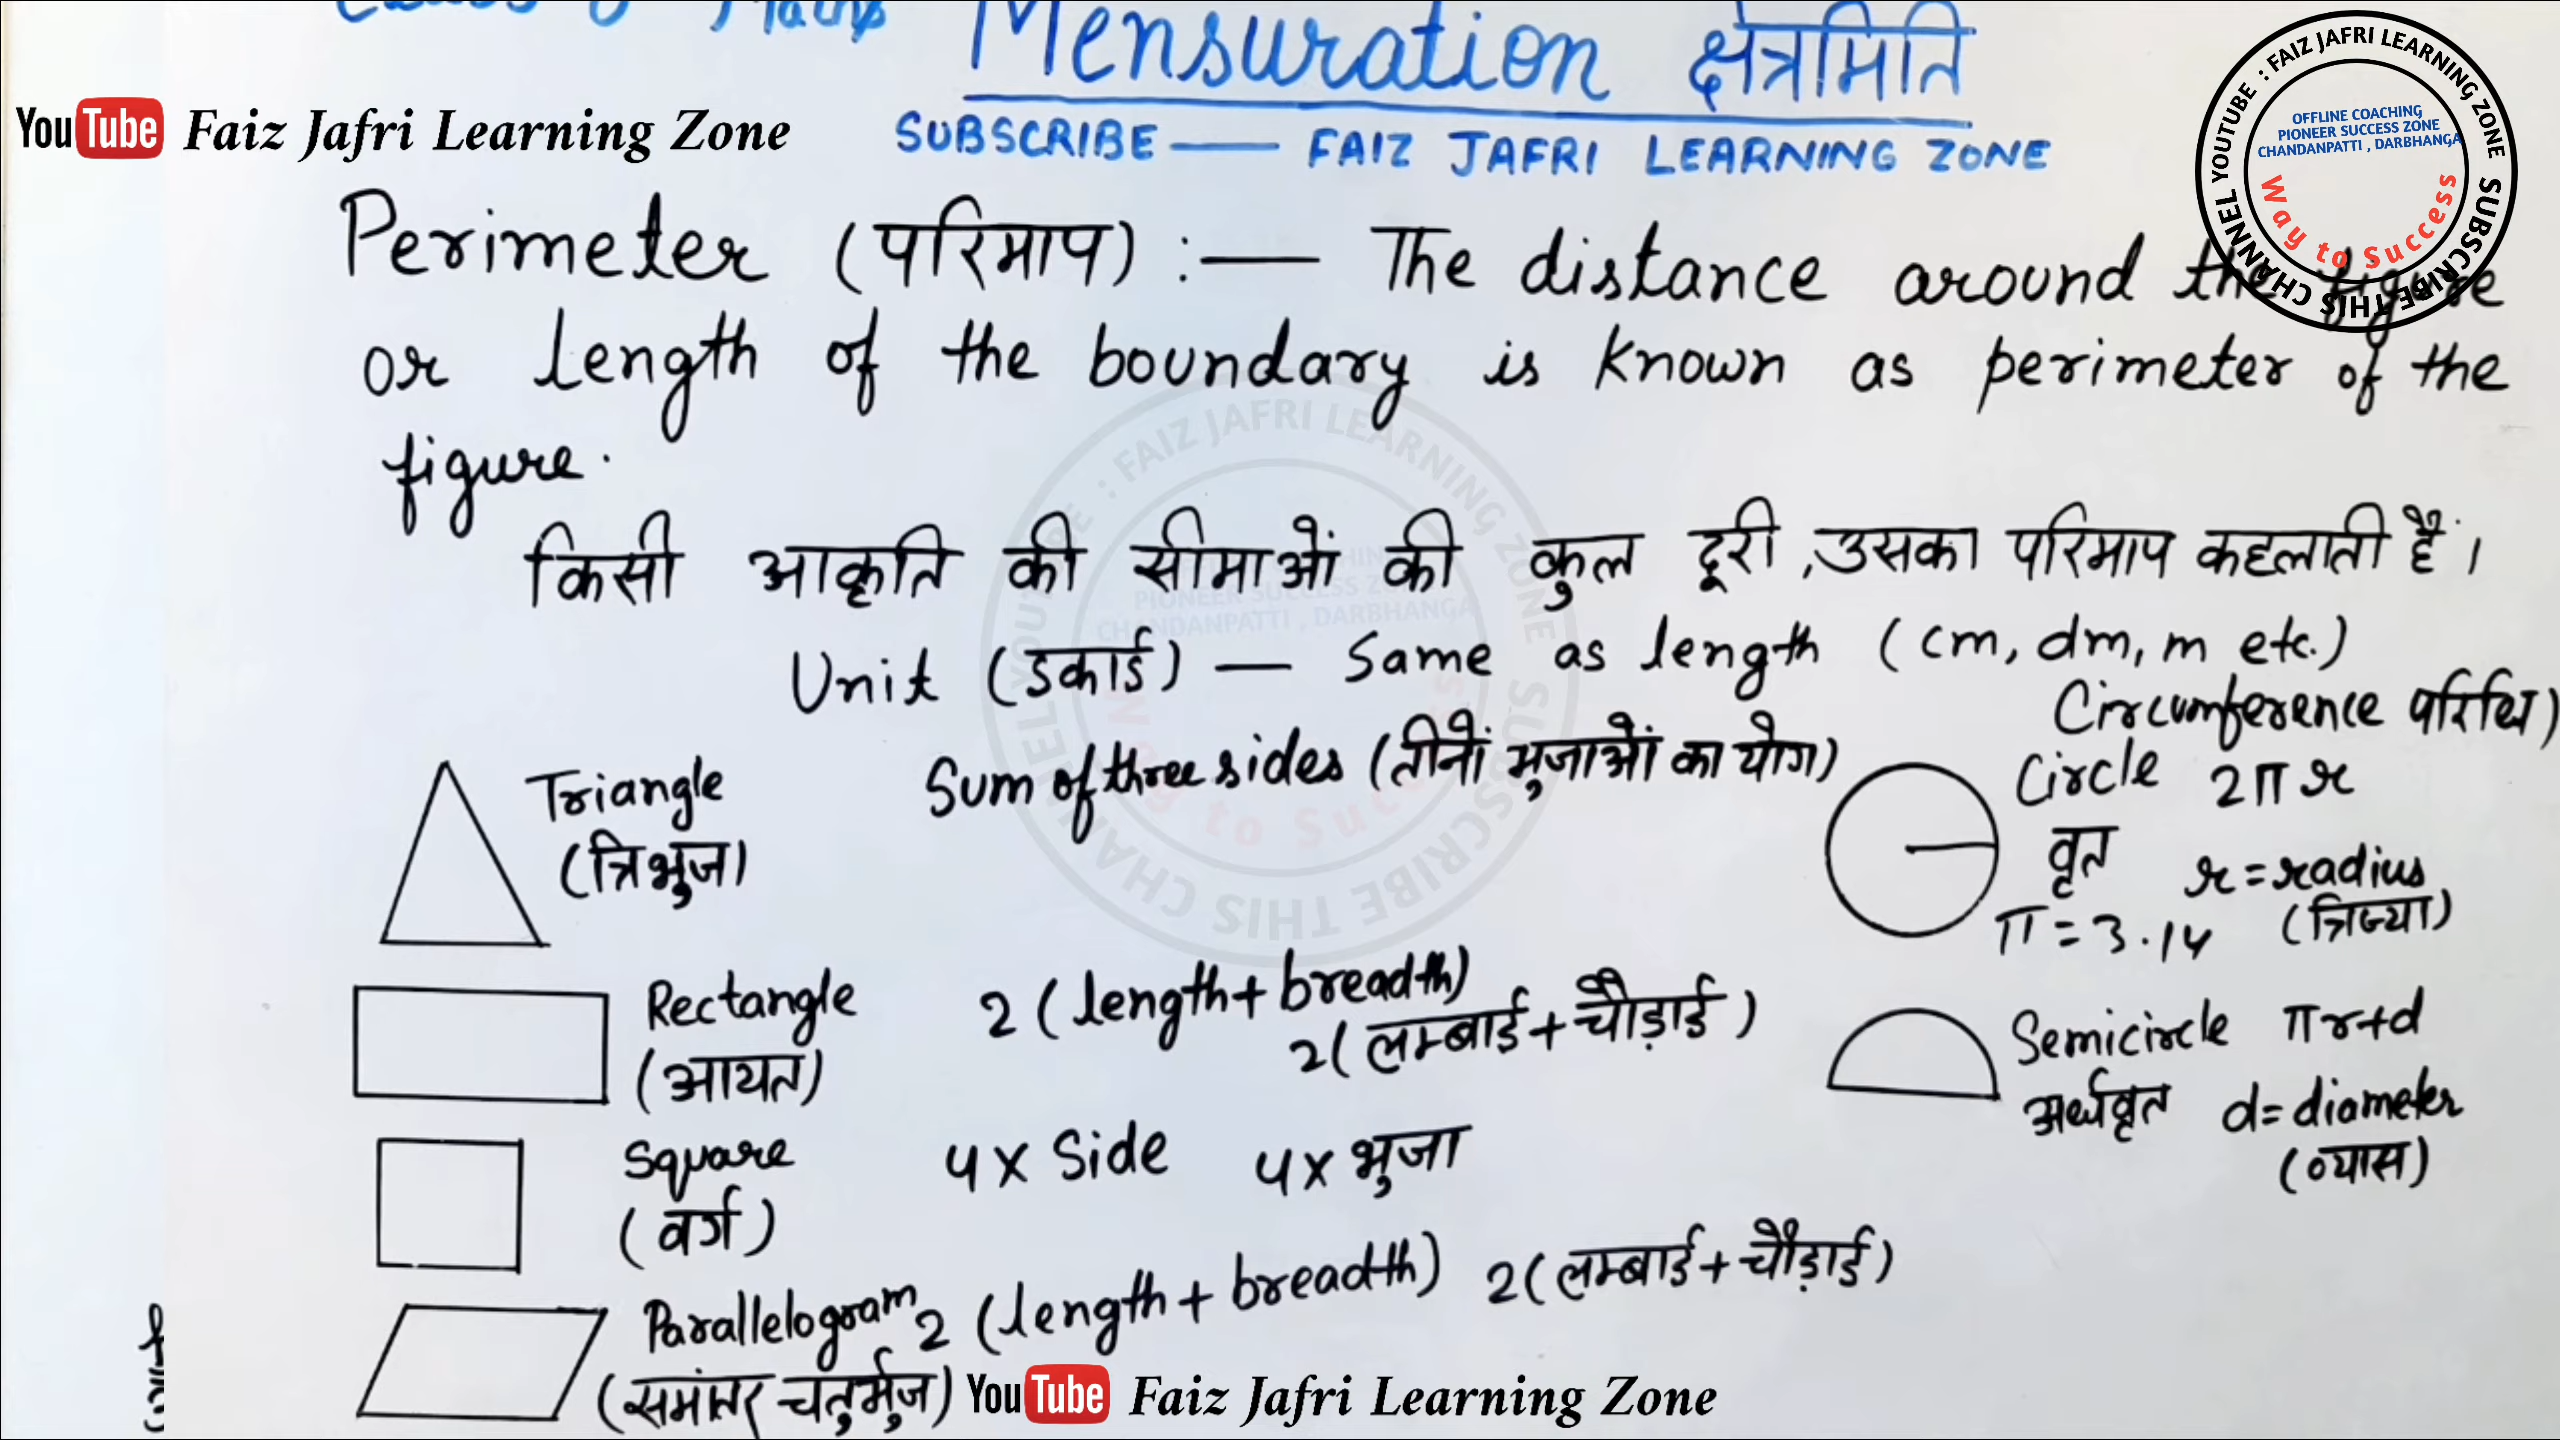 Maths
Mensuration क्षेत्रमिति
YouTube Faiz Jafri Learning Zone
SUBSCRIBE — FAIZ JAFRI LEARNING ZONE
YOUTUBE : FAIZ JAFRI LEARNING ZONE SUBSCRIBE THIS CHANNEL
OFFLINE COACHING
PIONEER SUCCESS ZONE
CHANDANPATTI , DARBHANGA
Way to Success
Perimeter (परिमाप) :— The distance around the figure
or length of the boundary is known as perimeter of the
figure.
किसी आकृति की सीमाओं की कुल दूरी ,उसका परिमाप कहलाती हैं।
Unit (इकाई) — Same as length (cm, dm, m etc.)
Triangle Sum of three sides (तीनों भुजाओं का योग)
(त्रिभुज)
Circumference परिधि)
Circle 2πr
वृत r = radius
π = 3.14 (त्रिज्या)
Rectangle 2 (length + breadth)
(आयत) 2(लम्बाई + चौड़ाई)
Semicircle πr+d
अर्धवृत d = diameter
(व्यास)
Square 4 x Side 4 x भुजा
(वर्ग)
Parallelogram 2 (length + breadth) 2(लम्बाई + चौड़ाई)
(समांतर चतुर्भुज)
YouTube Faiz Jafri Learning Zone